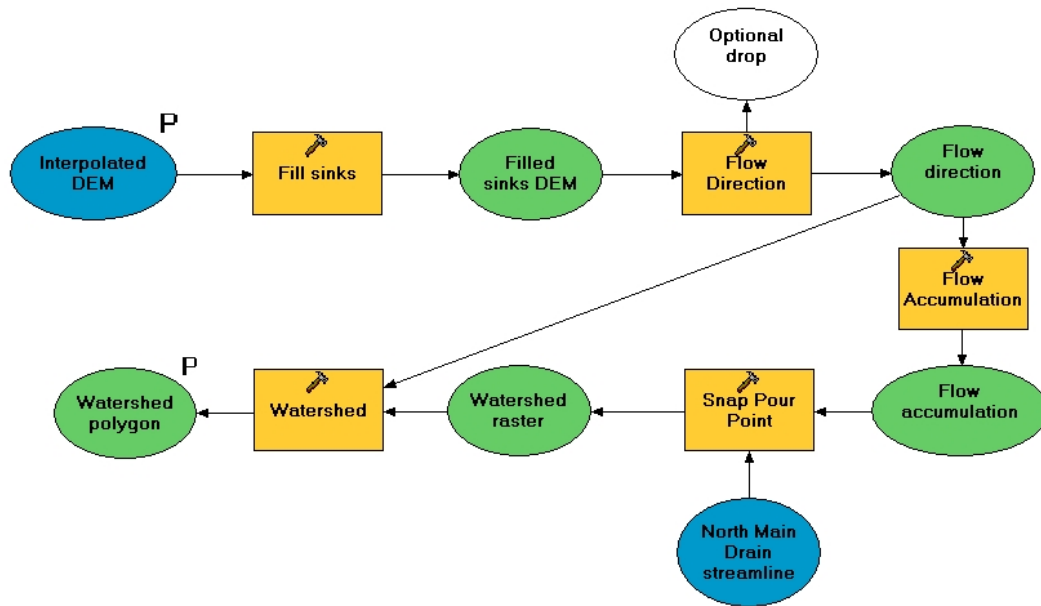 Optional
drop
P
Interpolated
DEM
Fill sinks
Filled
sinks DEM
Flow
Direction
Flow
direction
Flow
Accumulation
P
Watershed
polygon
Watershed
Watershed
raster
Snap Pour
Point
Flow
accumulation
North Main
Drain
streamline